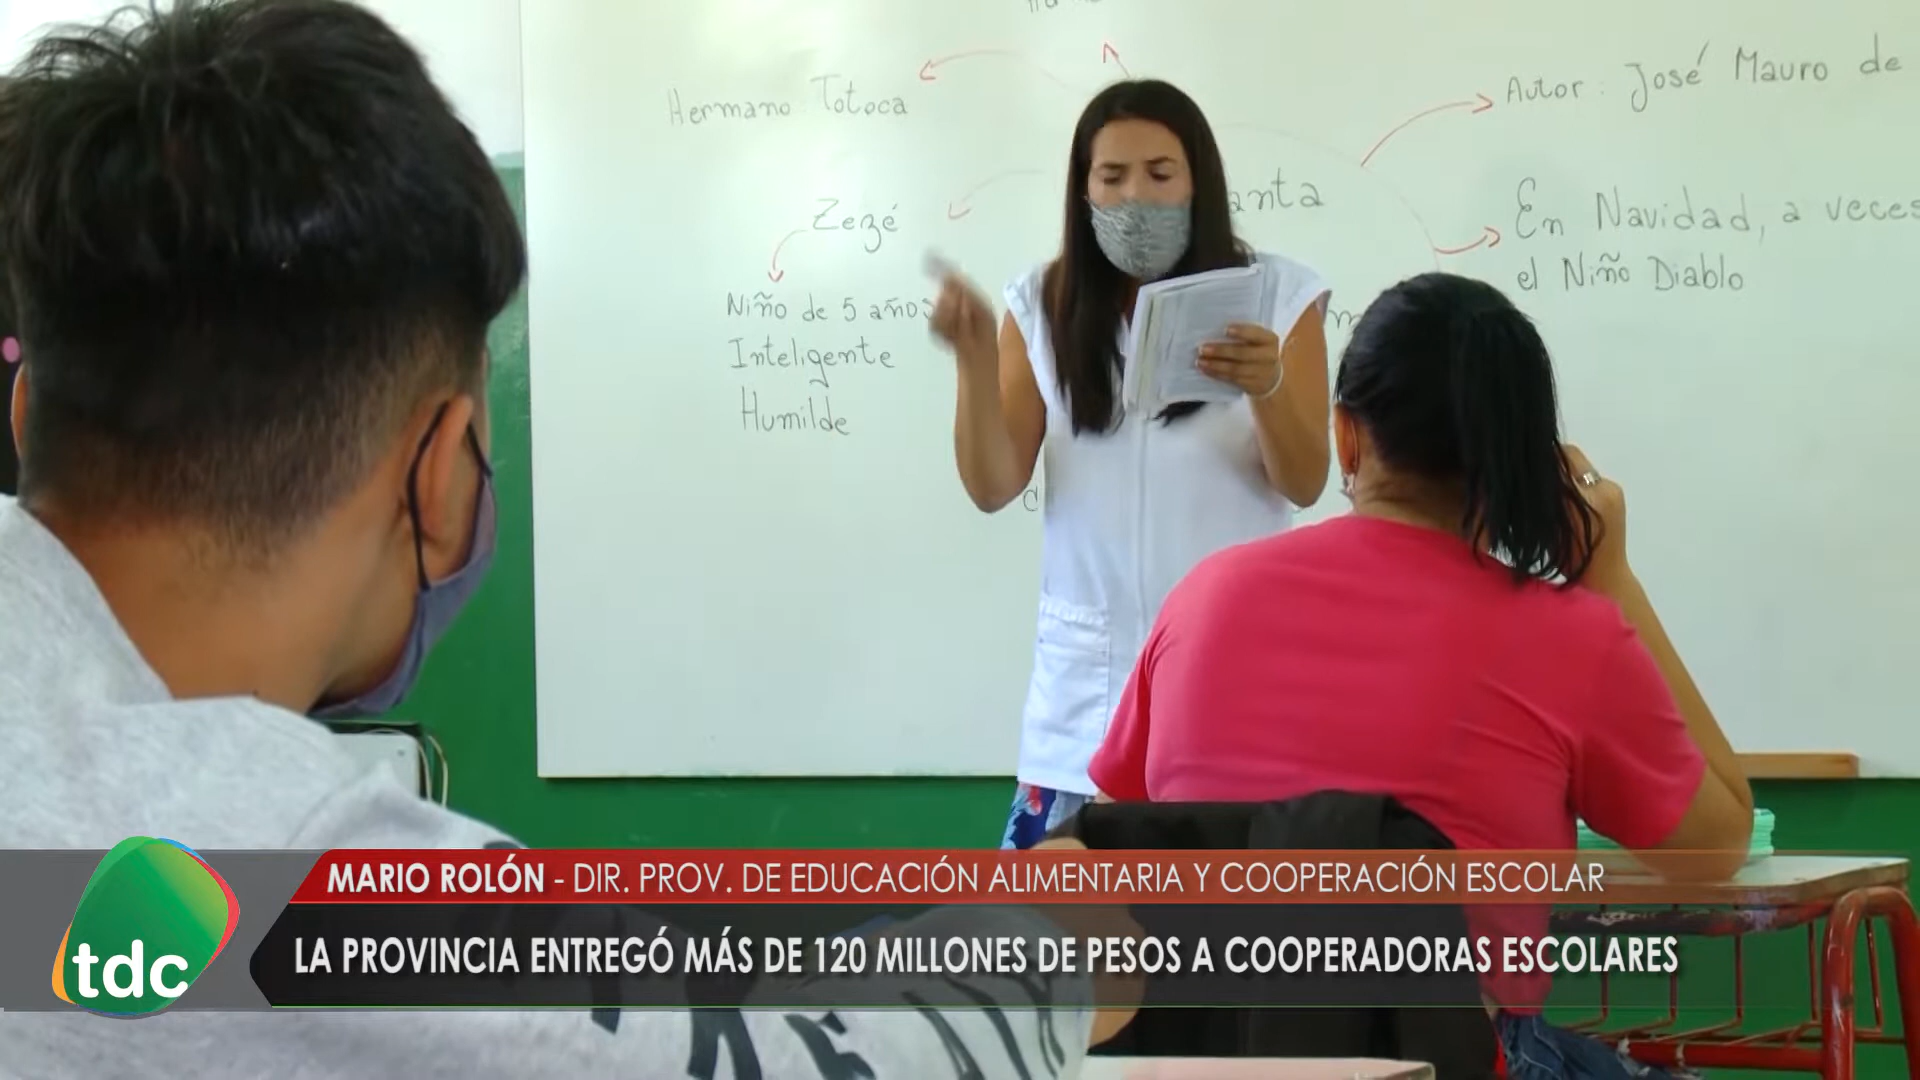 Hermano: Totoca
Autor: José Mauro de
Zezé
anta
En Navidad, a veces
el Niño Diablo
Niño de 5 años
Inteligente
Humilde
MARIO ROLÓN - DIR. PROV. DE EDUCACIÓN ALIMENTARIA Y COOPERACIÓN ESCOLAR
LA PROVINCIA ENTREGÓ MÁS DE 120 MILLONES DE PESOS A COOPERADORAS ESCOLARES
tdc